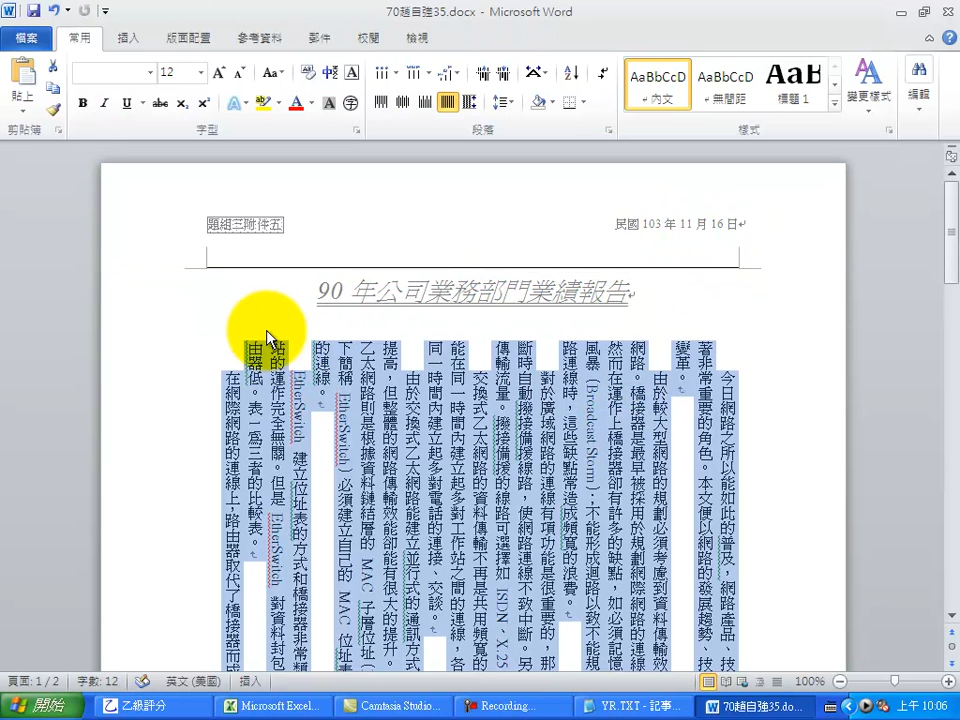 70趙自強35.docx - Microsoft Word
檔案 常用 插入 版面配置 參考資料 郵件 校閱 檢視
12
貼上
剪貼簿 字型 段落 樣式
AaBbCcD AaBbCcD AaB
內文 無間距 標題 1
變更樣式 編輯
題組三附件五
民國 103 年 11 月 16 日
90 年公司業務部門業績報告
今日網路之所以能如此的普及，網路產品、技
著非常重要的角色。本文便以網路的發展趨勢、技
變革。
由於較大型網路的規劃必須考慮到資料傳輸效
網路。橋接器是最早被採用於規劃網際網路的連
然而在運作上橋接器卻有許多的缺點，如必須記憶
風暴（Broadcast Storm）：不能形成迴路以致不能規
路連線時，這些缺點常造成頻寬的浪費。
對於廣域網路的連線有項功能是很重要的，那
斷時自動撥接備援線路，使網路連線不致中斷。另
傳輸流量。撥接備援的線路可選擇如 ISDN、X.25
交換式乙太網路的資料傳輸不再是共用頻寬的
能在同一時間內建立起多對工作站之間的連線，各
同一時間內建立起多對電話的連接、交談。
由於交換式乙太網路能建立並行式的通訊方式
提高，但整體的網路傳輸效能卻能有很大的提升。
乙太網路則是根據資料鏈結層的 MAC 子層位址（
下簡稱 EtherSwitch）必須建立自己的 MAC 位址表
的連線。
EtherSwitch 建立位址表的方式和橋接器非常類
站的運作完全無關。但是 EtherSwitch 對資料封包
由器低。表一為三者的比較表。
在網際網路的連線上，路由器取代了橋接器而成
頁面: 1 / 2 字數: 12 英文 (美國) 插入 100%
開始 乙級評分 Microsoft Excel... Camtasia Studio... Recording... YR.TXT - 記事... 70趙自強35.do... 上午 10:06